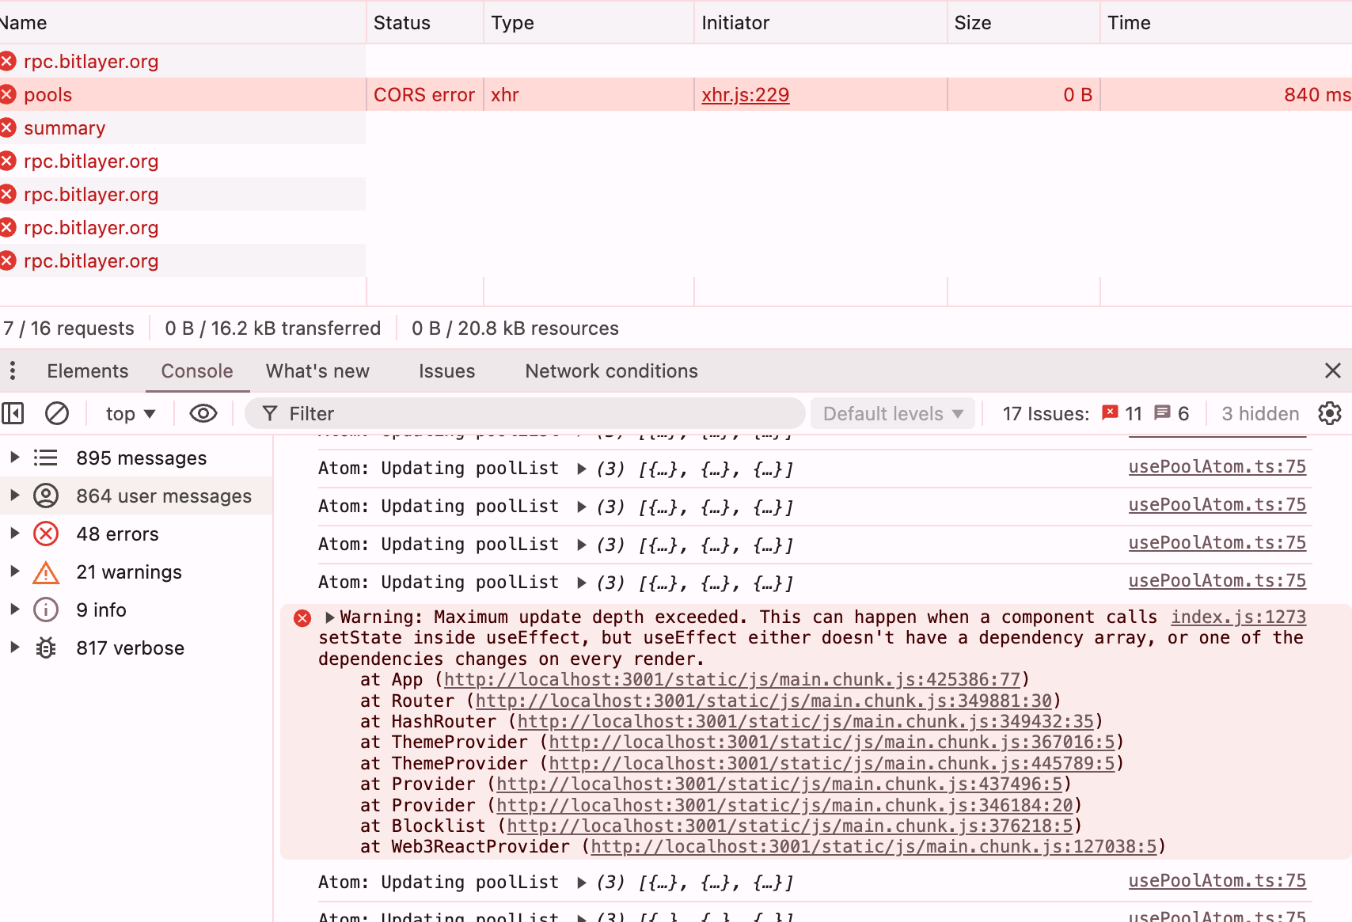 Name Status Type Initiator Size Time
rpc.bitlayer.org
pools CORS error xhr xhr.js:229 0 B 840 ms
summary
rpc.bitlayer.org
rpc.bitlayer.org
rpc.bitlayer.org
rpc.bitlayer.org
7 / 16 requests 0 B / 16.2 kB transferred 0 B / 20.8 kB resources
Elements Console What's new Issues Network conditions
top Filter Default levels 17 Issues: 11 6 3 hidden
895 messages
864 user messages
48 errors
21 warnings
9 info
817 verbose
Atom: Updating poolList (3) [{…}, {…}, {…}]
Atom: Updating poolList (3) [{…}, {…}, {…}] usePoolAtom.ts:75
Atom: Updating poolList (3) [{…}, {…}, {…}] usePoolAtom.ts:75
Atom: Updating poolList (3) [{…}, {…}, {…}] usePoolAtom.ts:75
Atom: Updating poolList (3) [{…}, {…}, {…}] usePoolAtom.ts:75
Warning: Maximum update depth exceeded. This can happen when a component calls index.js:1273
setState inside useEffect, but useEffect either doesn't have a dependency array, or one of the
dependencies changes on every render.
at App (http://localhost:3001/static/js/main.chunk.js:425386:77)
at Router (http://localhost:3001/static/js/main.chunk.js:349881:30)
at HashRouter (http://localhost:3001/static/js/main.chunk.js:349432:35)
at ThemeProvider (http://localhost:3001/static/js/main.chunk.js:367016:5)
at ThemeProvider (http://localhost:3001/static/js/main.chunk.js:445789:5)
at Provider (http://localhost:3001/static/js/main.chunk.js:437496:5)
at Provider (http://localhost:3001/static/js/main.chunk.js:346184:20)
at Blocklist (http://localhost:3001/static/js/main.chunk.js:376218:5)
at Web3ReactProvider (http://localhost:3001/static/js/main.chunk.js:127038:5)
Atom: Updating poolList (3) [{…}, {…}, {…}] usePoolAtom.ts:75
Atom: Updating poolList (3) [{…}, {…}, {…}] usePoolAtom.ts:75